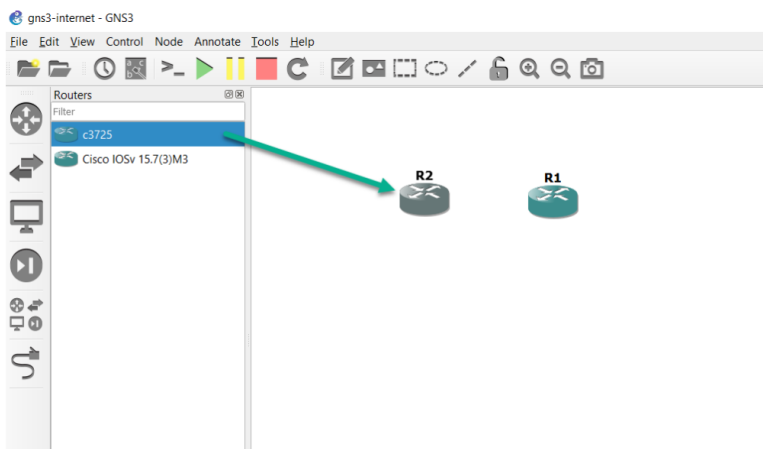 gns3-internet - GNS3
File Edit View Control Node Annotate Tools Help
Routers
Filter
c3725
Cisco IOSv 15.7(3)M3
R2
R1